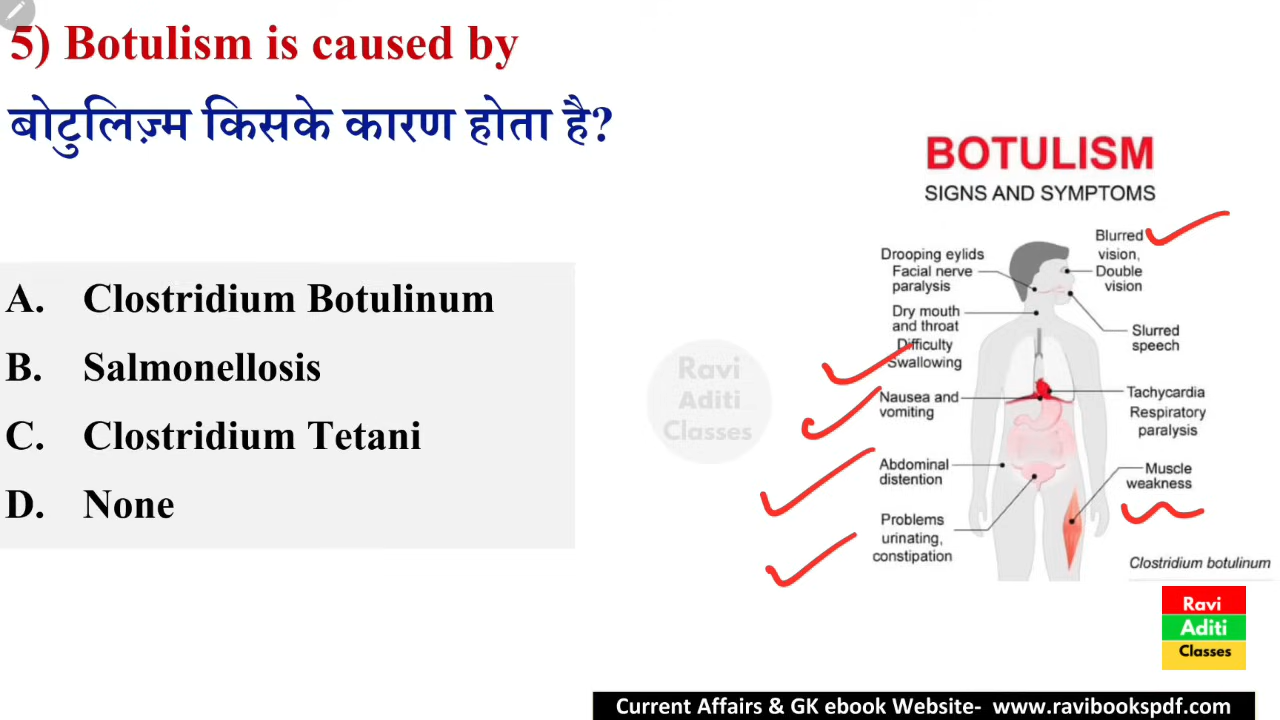 5) Botulism is caused by
बोटुलिज़्म किसके कारण होता है?
A. Clostridium Botulinum
B. Salmonellosis
C. Clostridium Tetani
D. None
Ravi
Aditi
Classes
BOTULISM
SIGNS AND SYMPTOMS
Drooping eylids
Facial nerve
paralysis
Dry mouth
and throat
Difficulty
Swallowing
Nausea and
vomiting
Abdominal
distention
Problems
urinating,
constipation
Blurred
vision,
Double
vision
Slurred
speech
Tachycardia
Respiratory
paralysis
Muscle
weakness
Clostridium botulinum
Ravi
Aditi
Classes
Current Affairs & GK ebook Website- www.ravibookspdf.com